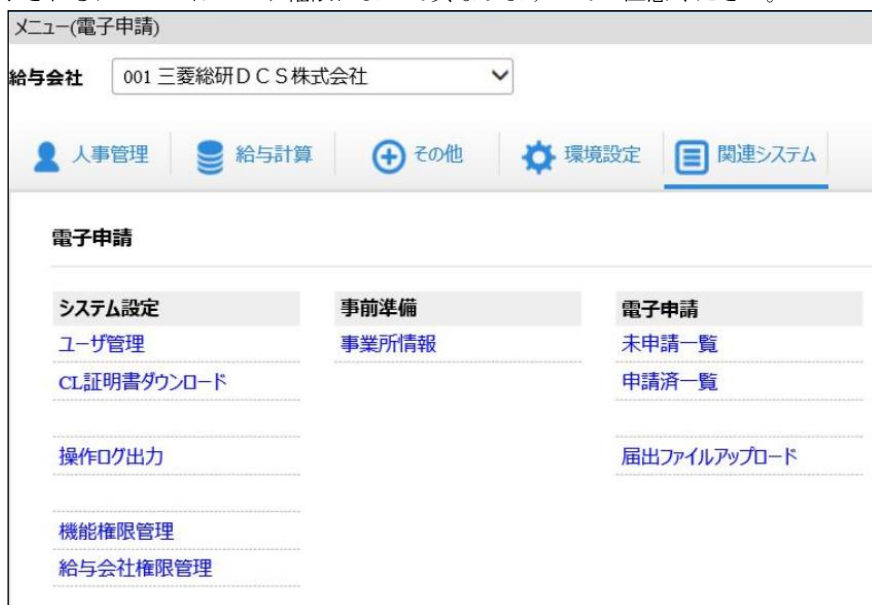 メニュー(電子申請)
給与会社 001 三菱総研DCS株式会社
人事管理 給与計算 その他 環境設定 関連システム
電子申請
システム設定 事前準備 電子申請
ユーザ管理 事業所情報 未申請一覧
CL証明書ダウンロード 申請済一覧
操作ログ出力 届出ファイルアップロード
機能権限管理
給与会社権限管理